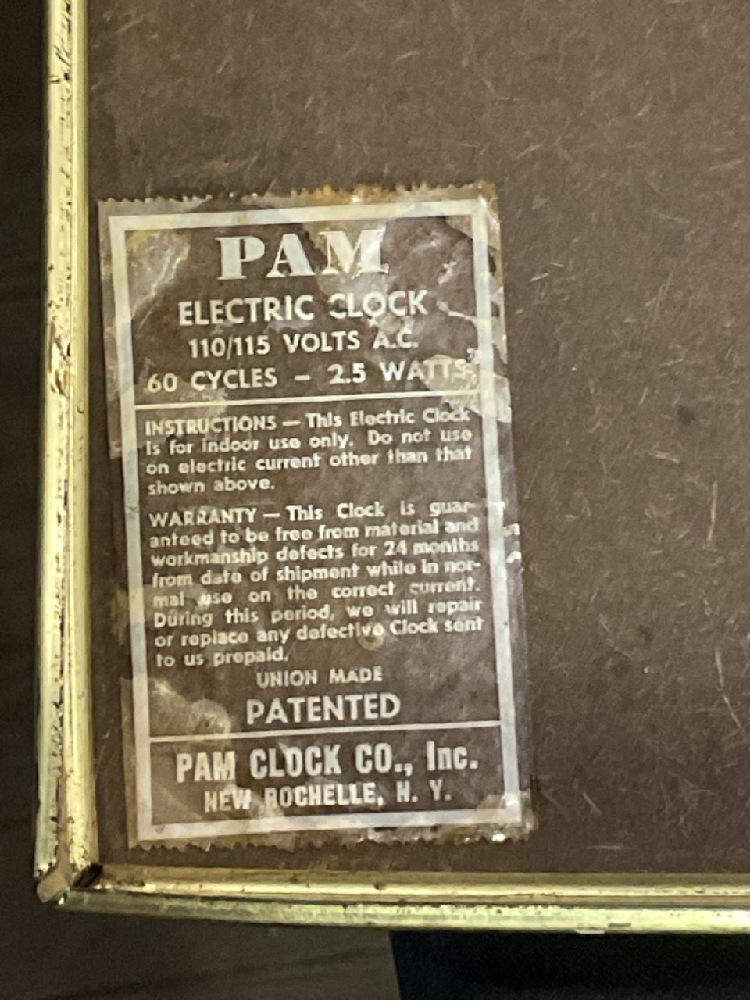 PAM
ELECTRIC CLOCK
110/115 VOLTS A.C.
60 CYCLES – 2.5 WATTS
INSTRUCTIONS — This Electric Clock
is for indoor use only. Do not use
on electric current other than that
shown above.
WARRANTY — This Clock is guar-
anteed to be free from material and
workmanship defects for 24 months
from date of shipment while in nor-
mal use on the correct current.
During this period, we will repair
or replace any defective Clock sent
to us prepaid.
UNION MADE
PATENTED
PAM CLOCK CO., Inc.
NEW ROCHELLE, N. Y.